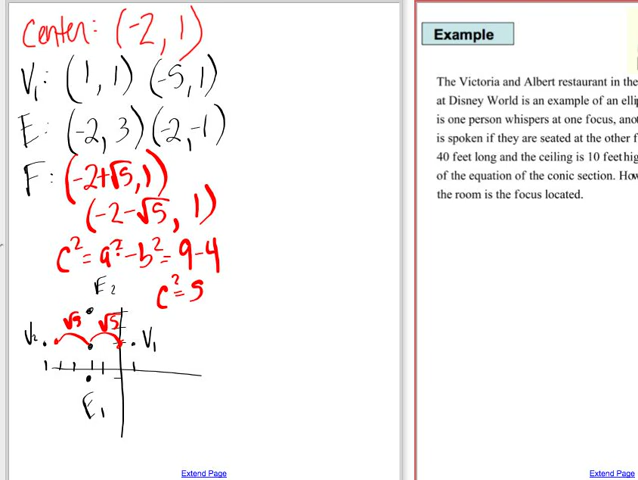 Center: (-2, 1)
V₁: (1, 1) (-5, 1)
E: (-2, 3) (-2, -1)
F: (-2+√5, 1)
(-2-√5, 1)
c² = a² - b² = 9-4
c² = 5
E₂
√5 √5
V₂ V₁
E₁
Extend Page
Example
The Victoria and Albert restaurant in the
at Disney World is an example of an elli
is one person whispers at one focus, ano
is spoken if they are seated at the other f
40 feet long and the ceiling is 10 feet hig
of the equation of the conic section. How
the room is the focus located.
Extend Page